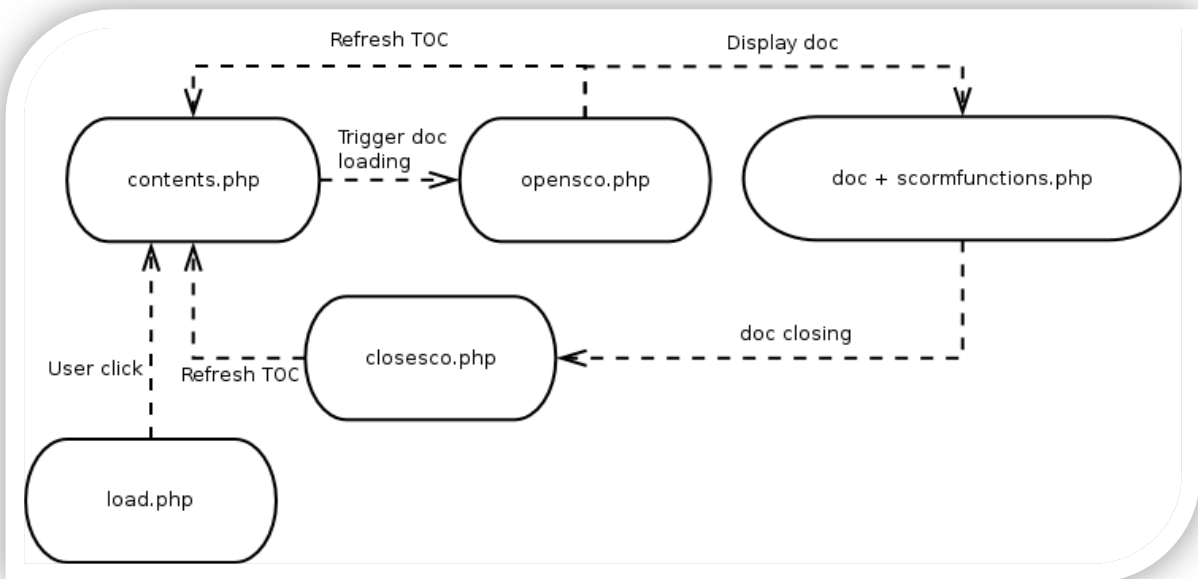 Refresh TOC
Display doc
Trigger doc
loading
contents.php
opensco.php
doc + scormfunctions.php
doc closing
closesco.php
User click
Refresh TOC
load.php